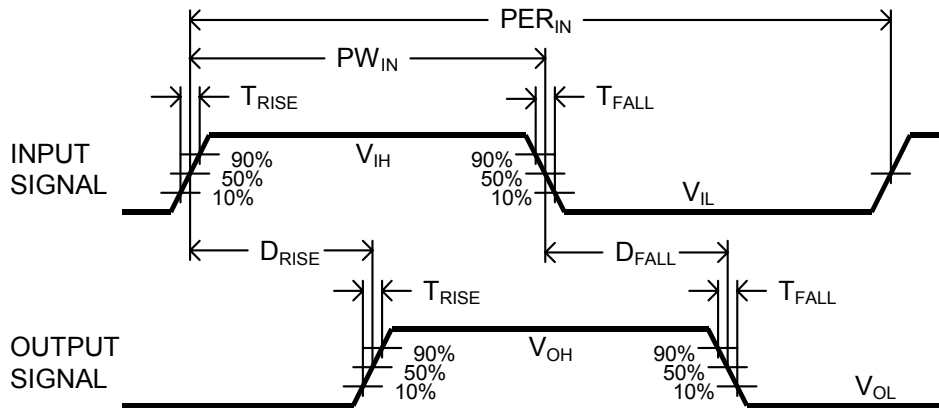 PER_IN
PW_IN
T_RISE
T_FALL
INPUT
SIGNAL
V_IH
90%
50%
10%
90%
50%
10%
V_IL
D_RISE
D_FALL
T_RISE
T_FALL
OUTPUT
SIGNAL
V_OH
90%
50%
10%
90%
50%
10%
V_OL